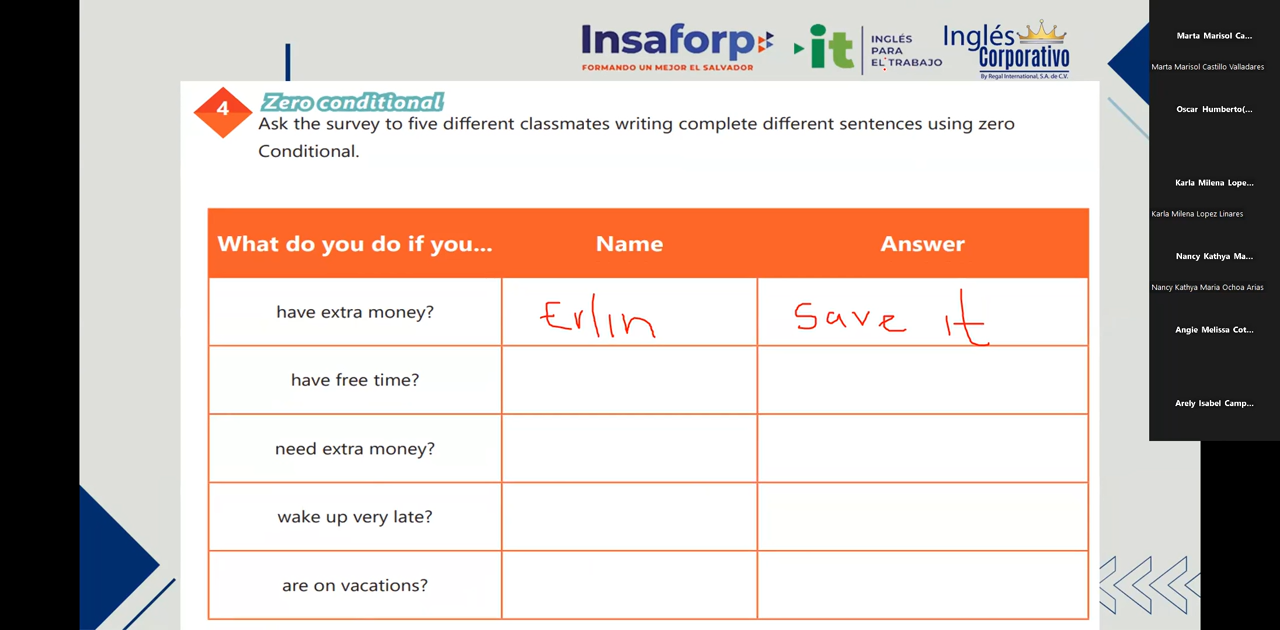 Insaforp
FORMANDO UN MEJOR EL SALVADOR
it
INGLÉS
PARA
EL TRABAJO
Inglés
Corporativo
By Regal International, S.A. de C.V.
4
Zero conditional
Ask the survey to five different classmates writing complete different sentences using zero
Conditional.
What do you do if you... Name Answer
have extra money? Erlin Save it
have free time?
need extra money?
wake up very late?
are on vacations?
Marta Marisol Ca...
Marta Marisol Castillo Valladares
Oscar Humberto(...
Karla Milena Lope...
Karla Milena Lopez Linares
Nancy Kathya Ma...
Nancy Kathya Maria Ochoa Arias
Angie Melissa Cot...
Arely Isabel Camp...